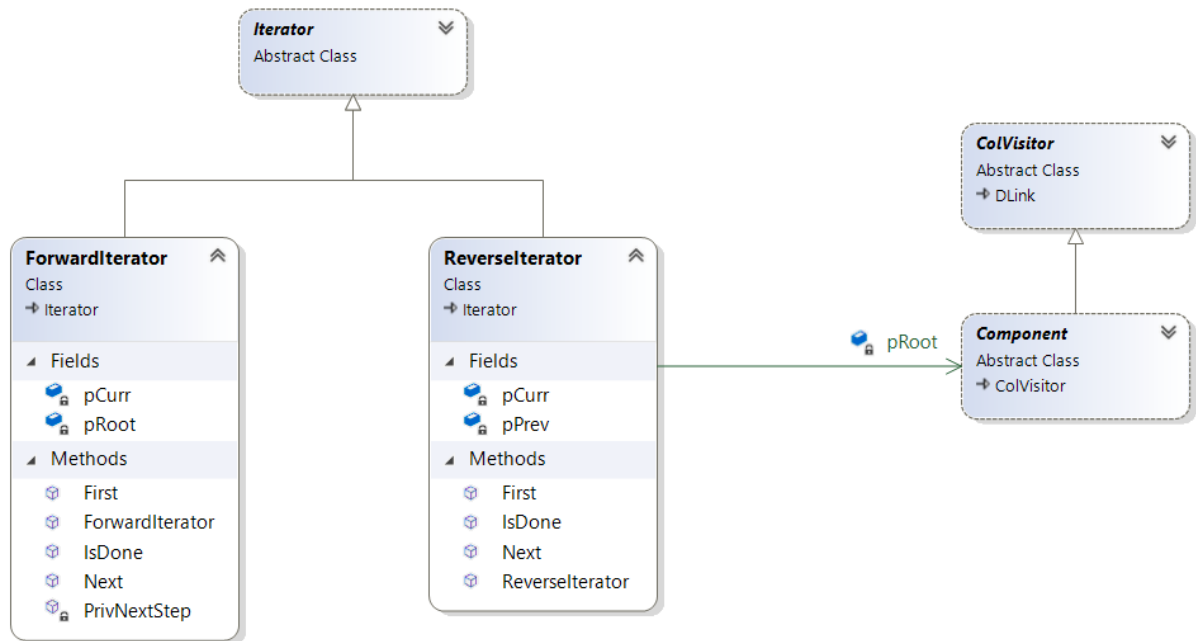 Iterator
Abstract Class
ColVisitor
Abstract Class
DLink
ForwardIterator
Class
Iterator
Fields
pCurr
pRoot
Methods
First
ForwardIterator
IsDone
Next
PrivNextStep
ReverseIterator
Class
Iterator
Fields
pCurr
pPrev
Methods
First
IsDone
Next
ReverseIterator
pRoot
Component
Abstract Class
ColVisitor